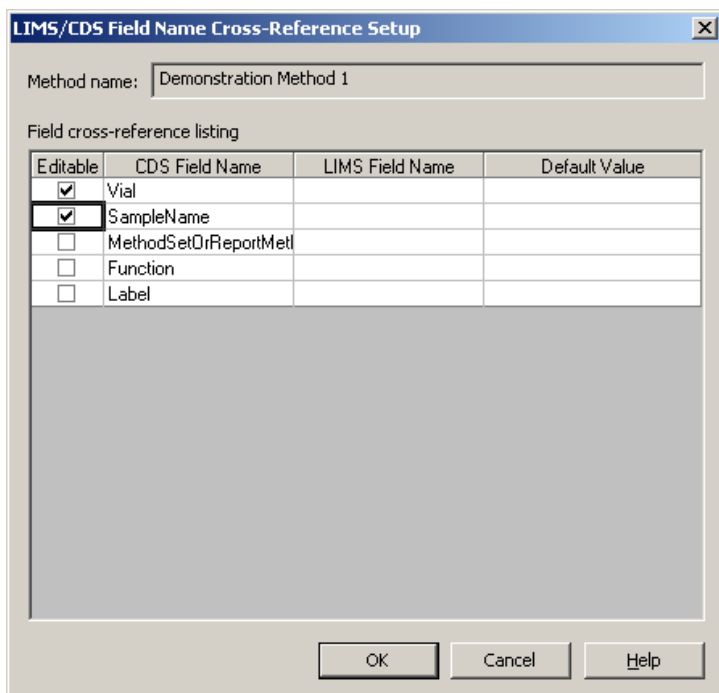 LIMS/CDS Field Name Cross-Reference Setup
Method name: Demonstration Method 1
Field cross-reference listing
Editable CDS Field Name LIMS Field Name Default Value
Vial
SampleName
MethodSetOrReportMetl
Function
Label
OK Cancel Help